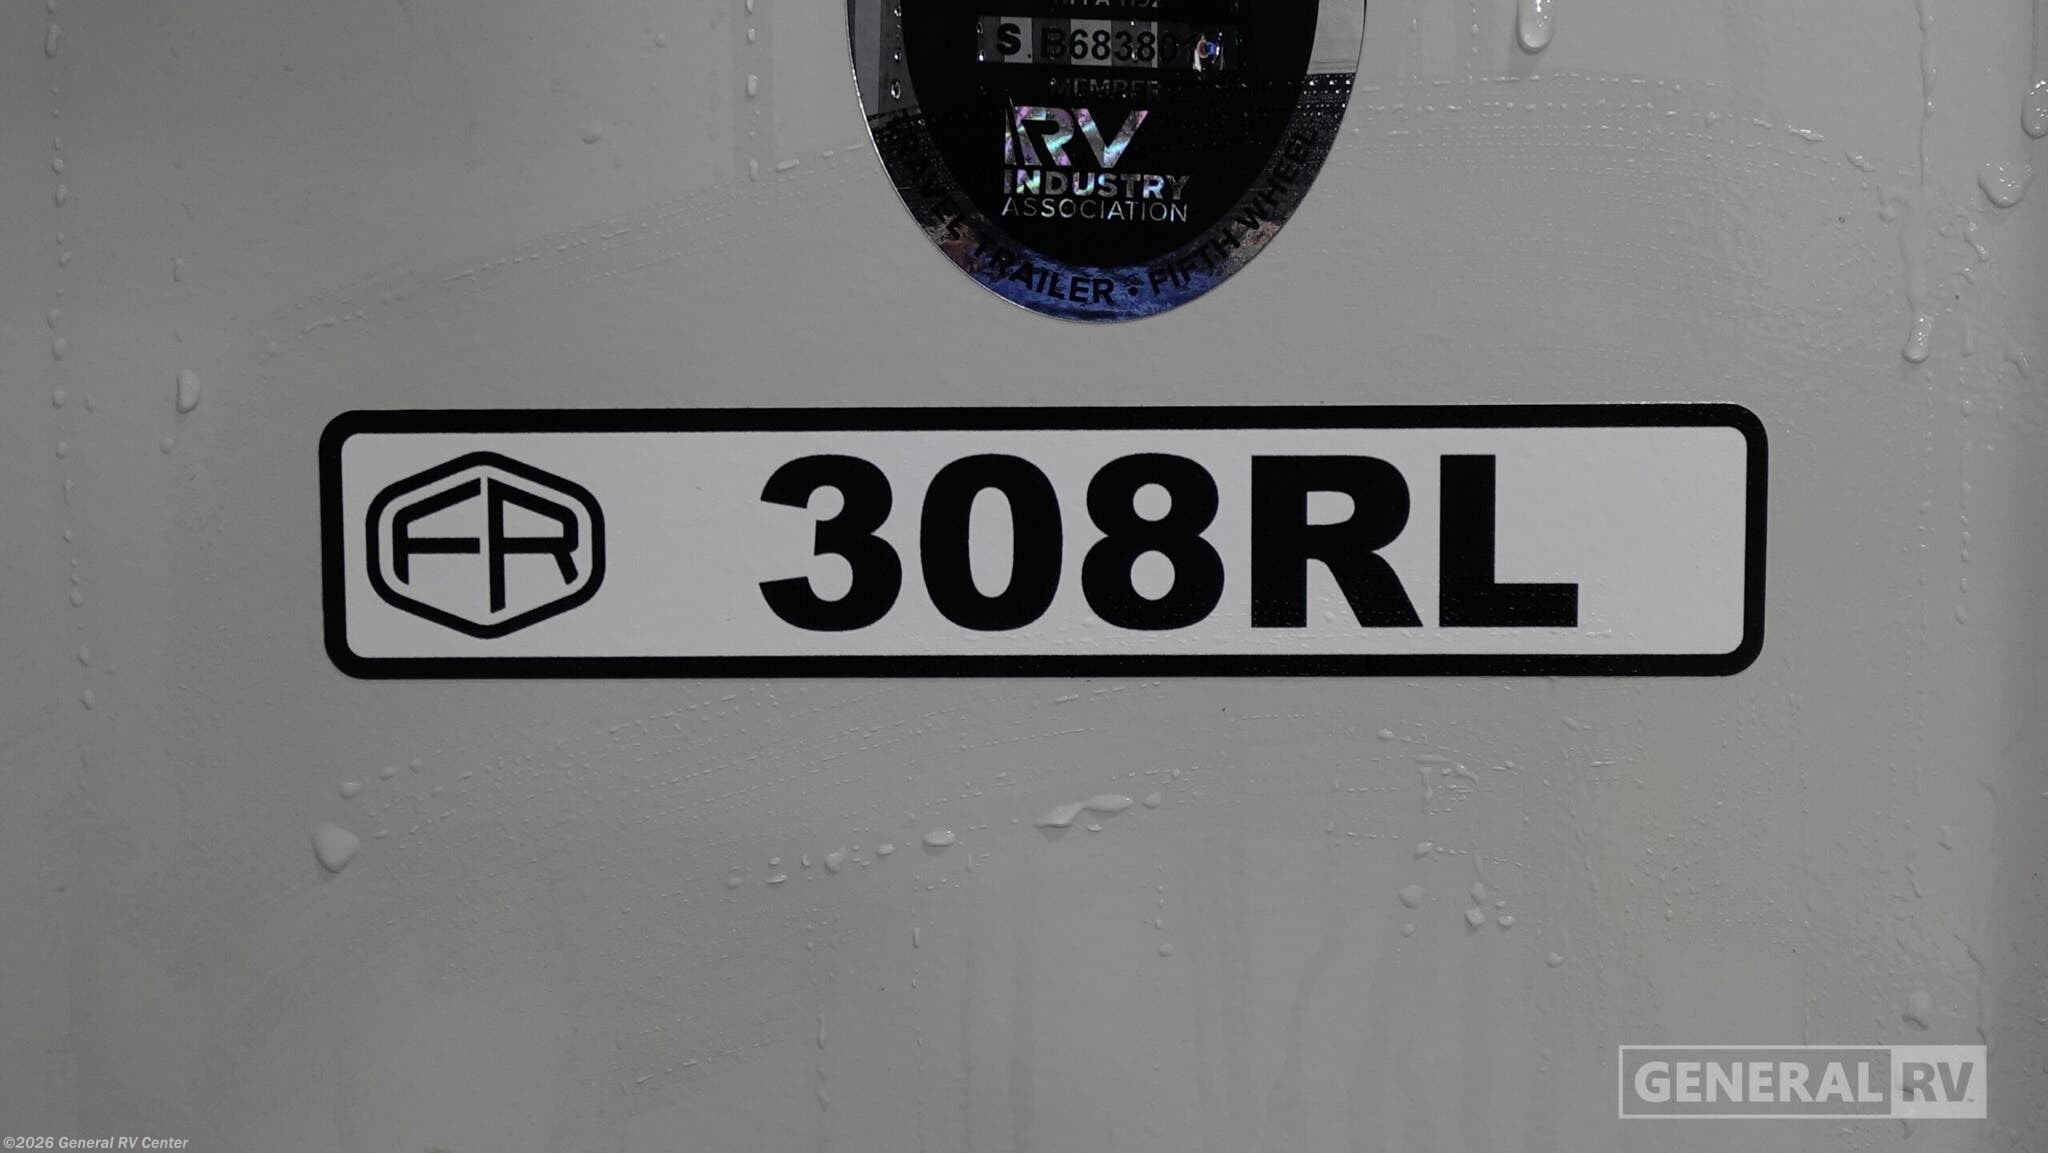 MEMBER
RV
INDUSTRY
ASSOCIATION
TRAVEL TRAILER • FIFTH WHEEL
FR 308RL
GENERAL RV
©2026 General RV Center